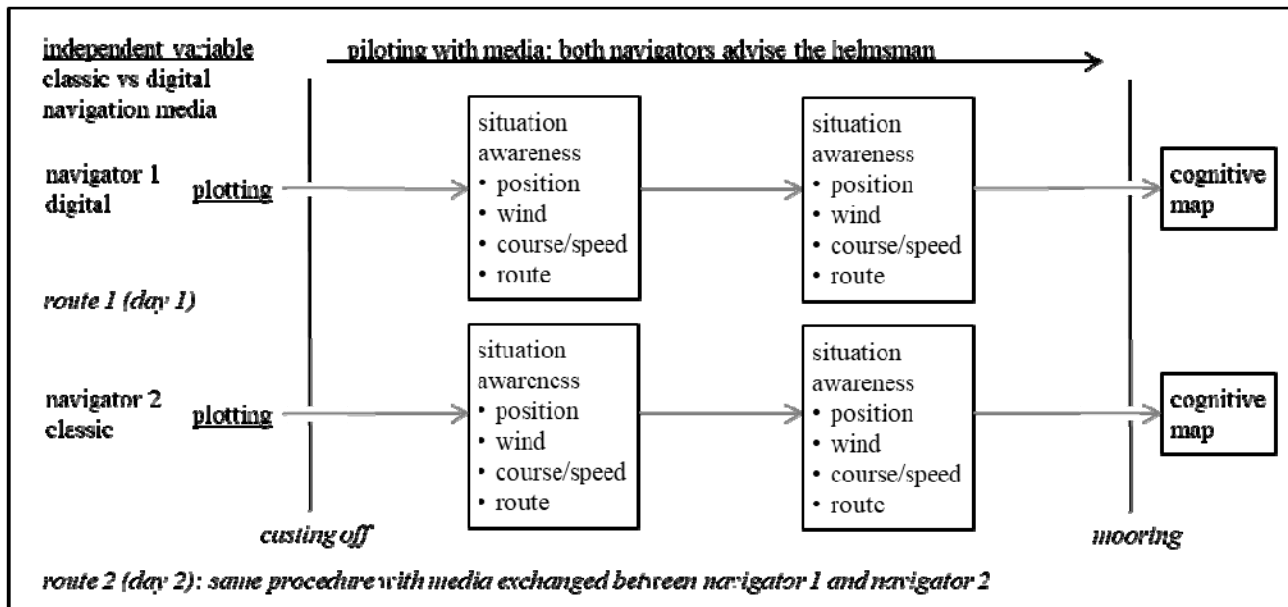 independent variable
classic vs digital
navigation media
piloting with media: both navigators advise the helmsman
navigator 1
digital
plotting
situation
awareness
• position
• wind
• course/speed
• route
situation
awareness
• position
• wind
• course/speed
• route
cognitive
map
route 1 (day 1)
navigator 2
classic
plotting
situation
awareness
• position
• wind
• course/speed
• route
situation
awareness
• position
• wind
• course/speed
• route
cognitive
map
casting off
mooring
route 2 (day 2): same procedure with media exchanged between navigator 1 and navigator 2